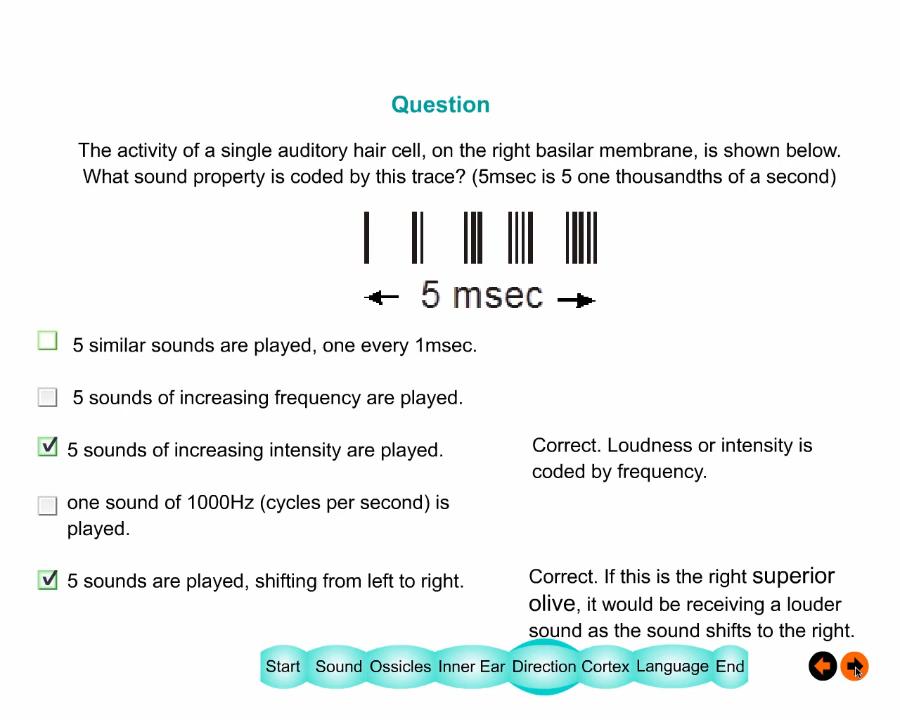 Question
The activity of a single auditory hair cell, on the right basilar membrane, is shown below.
What sound property is coded by this trace? (5msec is 5 one thousandths of a second)
5 msec
5 similar sounds are played, one every 1msec.
5 sounds of increasing frequency are played.
5 sounds of increasing intensity are played.
Correct. Loudness or intensity is
coded by frequency.
one sound of 1000Hz (cycles per second) is
played.
5 sounds are played, shifting from left to right.
Correct. If this is the right superior
olive, it would be receiving a louder
sound as the sound shifts to the right.
Start Sound Ossicles Inner Ear Direction Cortex Language End